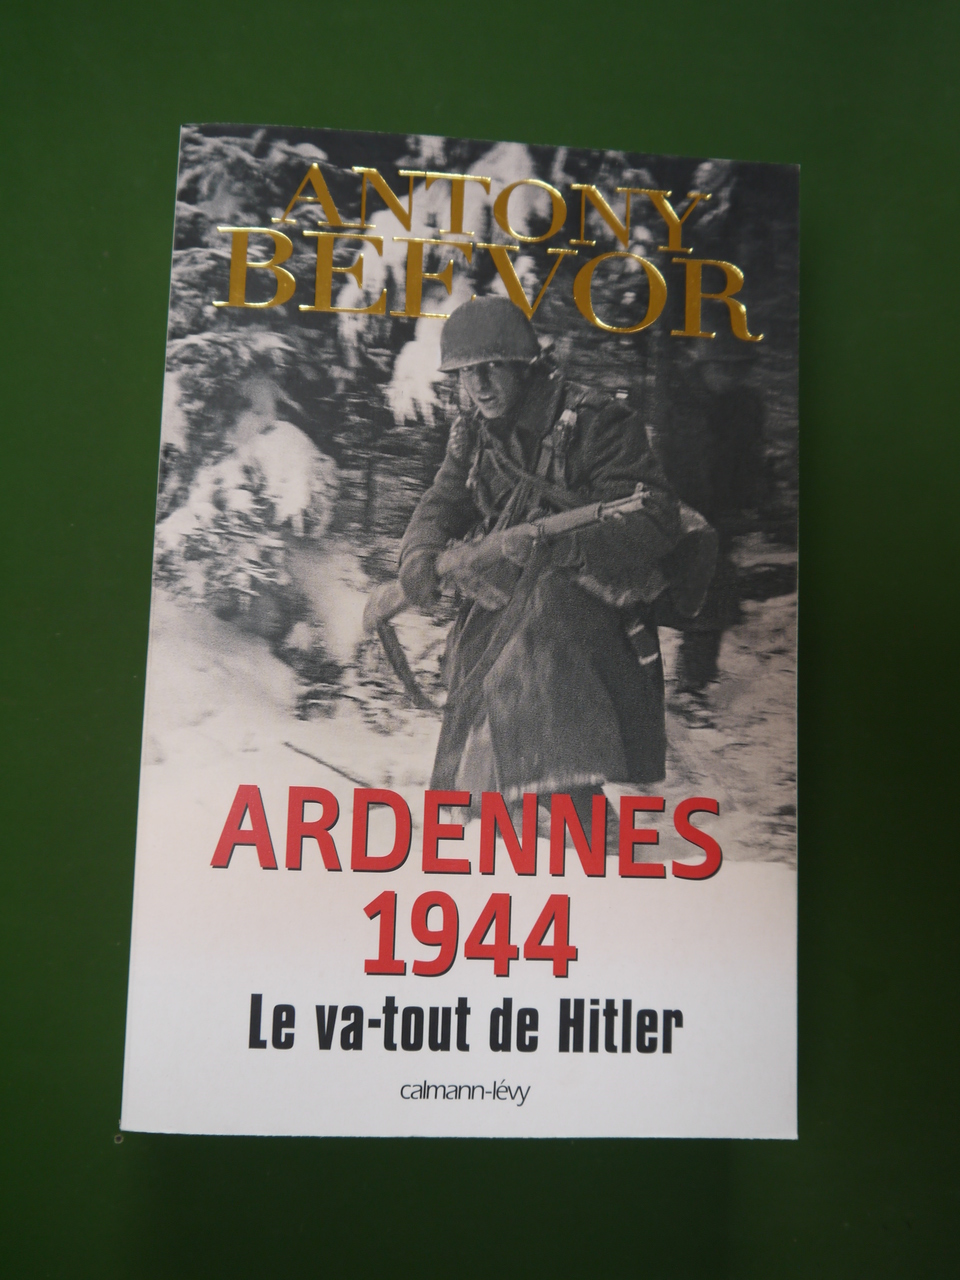 ANTONY
BEEVOR
ARDENNES
1944
Le va-tout de Hitler
calmann-lévy